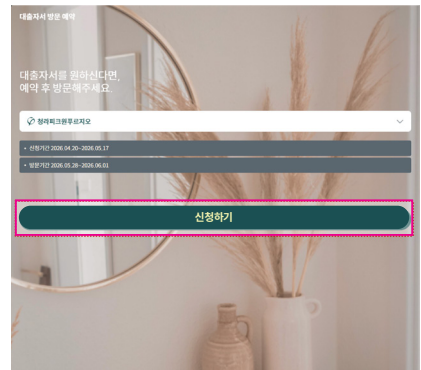 대출자서 방문 예약
대출자서를 원하신다면,
예약 후 방문해주세요.
청라피크원푸르지오
• 신청기간 2026.04.20~2026.05.17
• 방문기간 2026.05.28~2026.06.01
신청하기